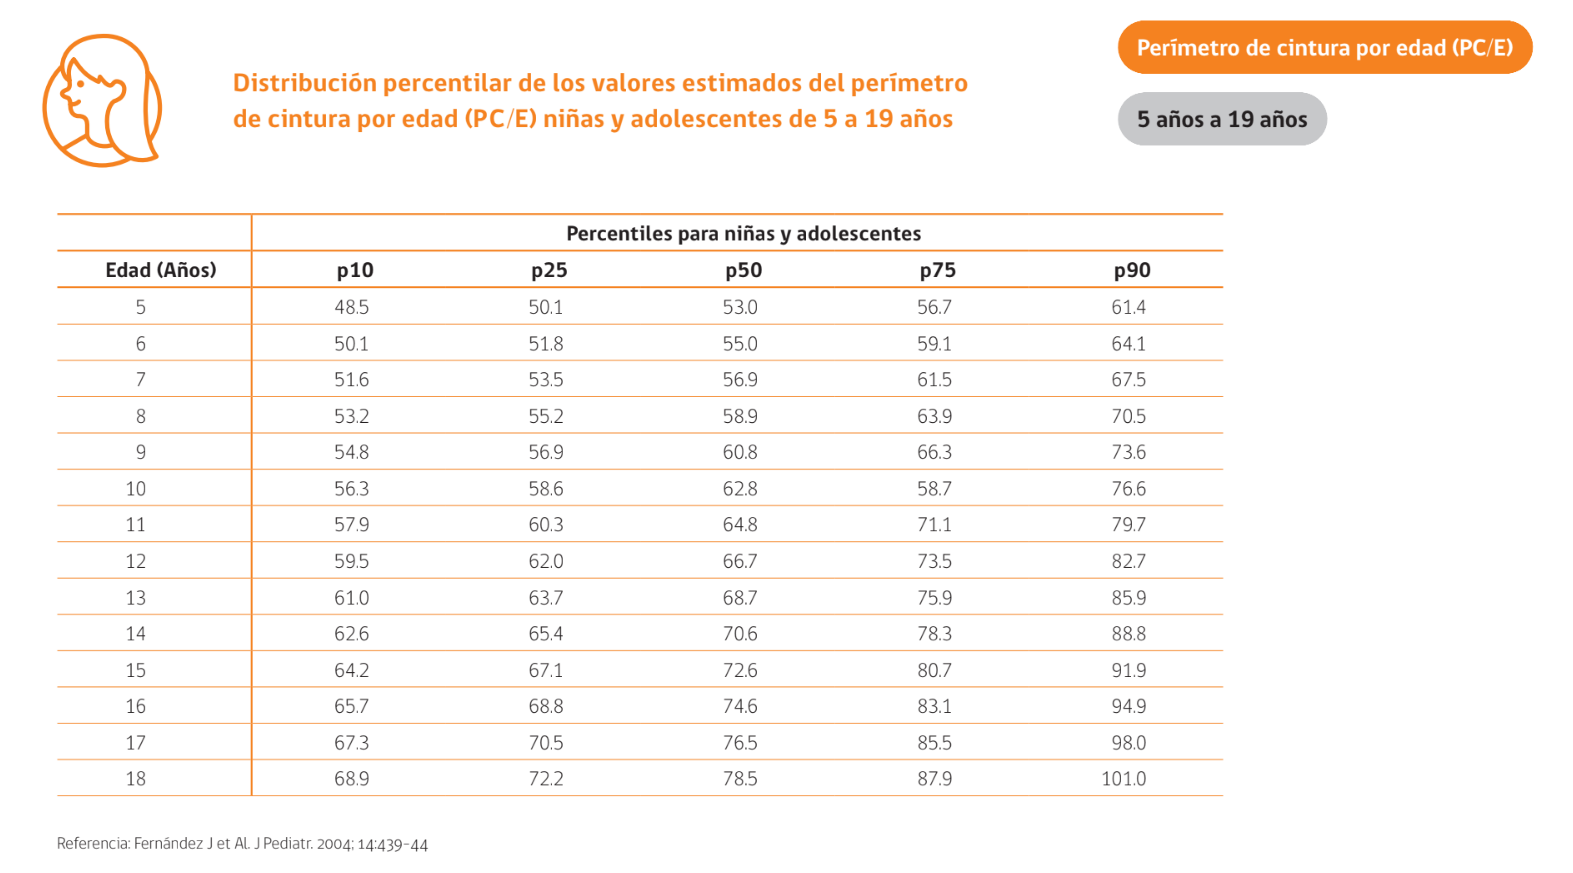 Perímetro de cintura por edad (PC/E)
Distribución percentilar de los valores estimados del perímetro
de cintura por edad (PC/E) niñas y adolescentes de 5 a 19 años
5 años a 19 años
Percentiles para niñas y adolescentes
Edad (Años) p10 p25 p50 p75 p90
5 48.5 50.1 53.0 56.7 61.4
6 50.1 51.8 55.0 59.1 64.1
7 51.6 53.5 56.9 61.5 67.5
8 53.2 55.2 58.9 63.9 70.5
9 54.8 56.9 60.8 66.3 73.6
10 56.3 58.6 62.8 58.7 76.6
11 57.9 60.3 64.8 71.1 79.7
12 59.5 62.0 66.7 73.5 82.7
13 61.0 63.7 68.7 75.9 85.9
14 62.6 65.4 70.6 78.3 88.8
15 64.2 67.1 72.6 80.7 91.9
16 65.7 68.8 74.6 83.1 94.9
17 67.3 70.5 76.5 85.5 98.0
18 68.9 72.2 78.5 87.9 101.0
Referencia: Fernández J et Al. J Pediatr. 2004; 14:439-44